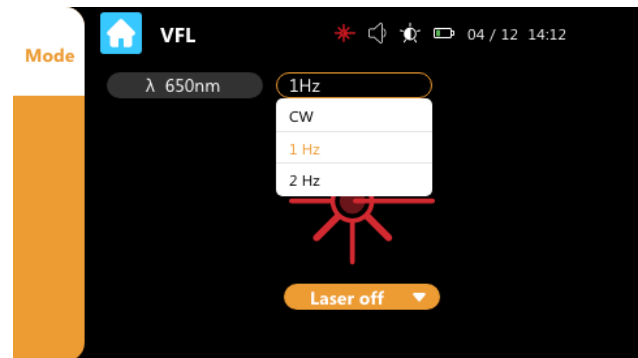 VFL
04 / 12 14:12
Mode
λ 650nm
1Hz
CW
1 Hz
2 Hz
Laser off